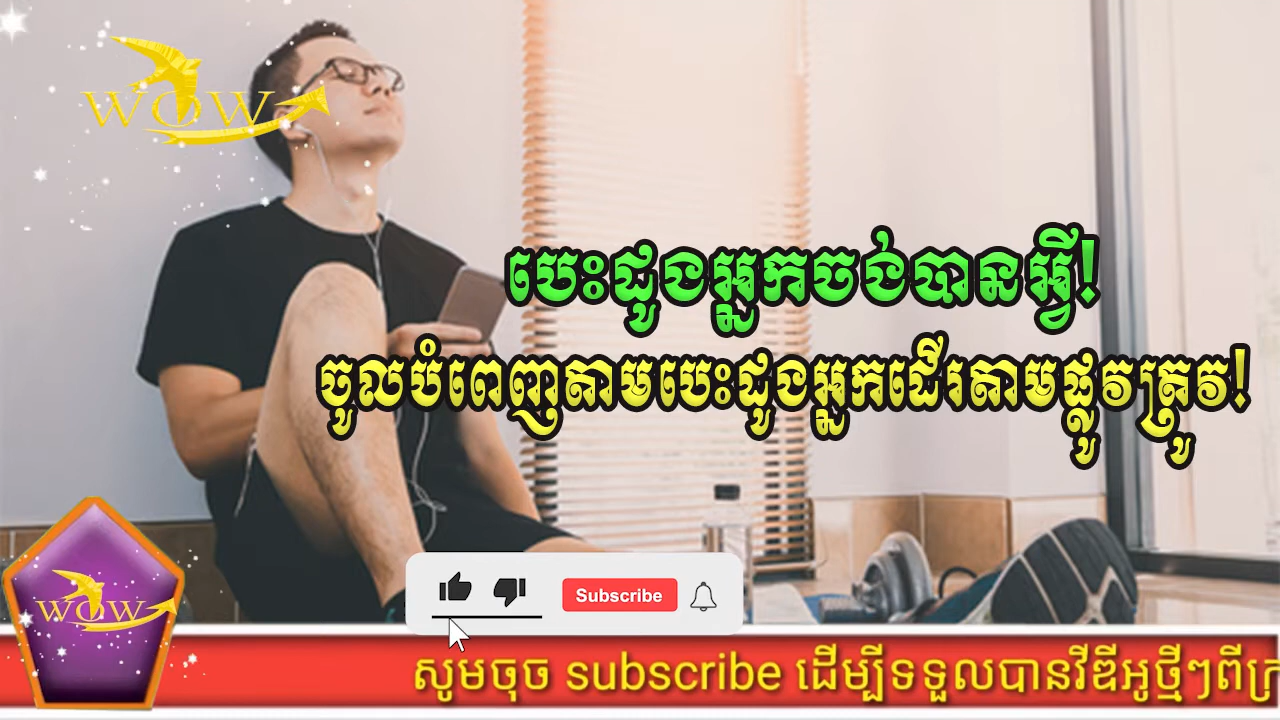 WOW
បេះដូងអ្នកចង់បានអ្វី!
ចូលបំពេញតាមបេះដូងអ្នកដើរតាមផ្លូវត្រូវ!
Subscribe
WOW
សូមចុច subscribe ដើម្បីទទួលបានវីឌីអូថ្មីៗពី